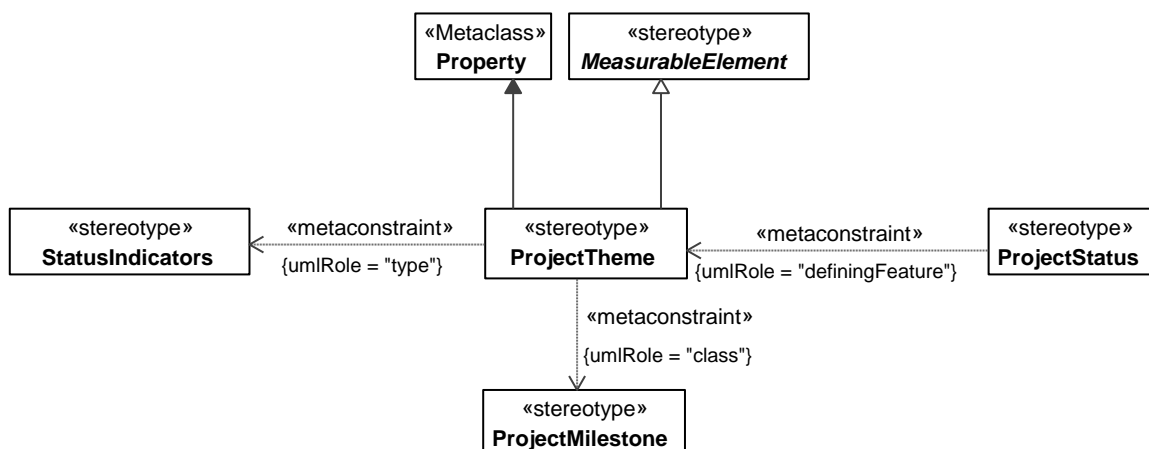 «Metaclass»
Property
«stereotype»
MeasurableElement
«stereotype»
StatusIndicators
«metaconstraint»
{umlRole = "type"}
«stereotype»
ProjectTheme
«metaconstraint»
{umlRole = "definingFeature"}
«stereotype»
ProjectStatus
«metaconstraint»
{umlRole = "class"}
«stereotype»
ProjectMilestone